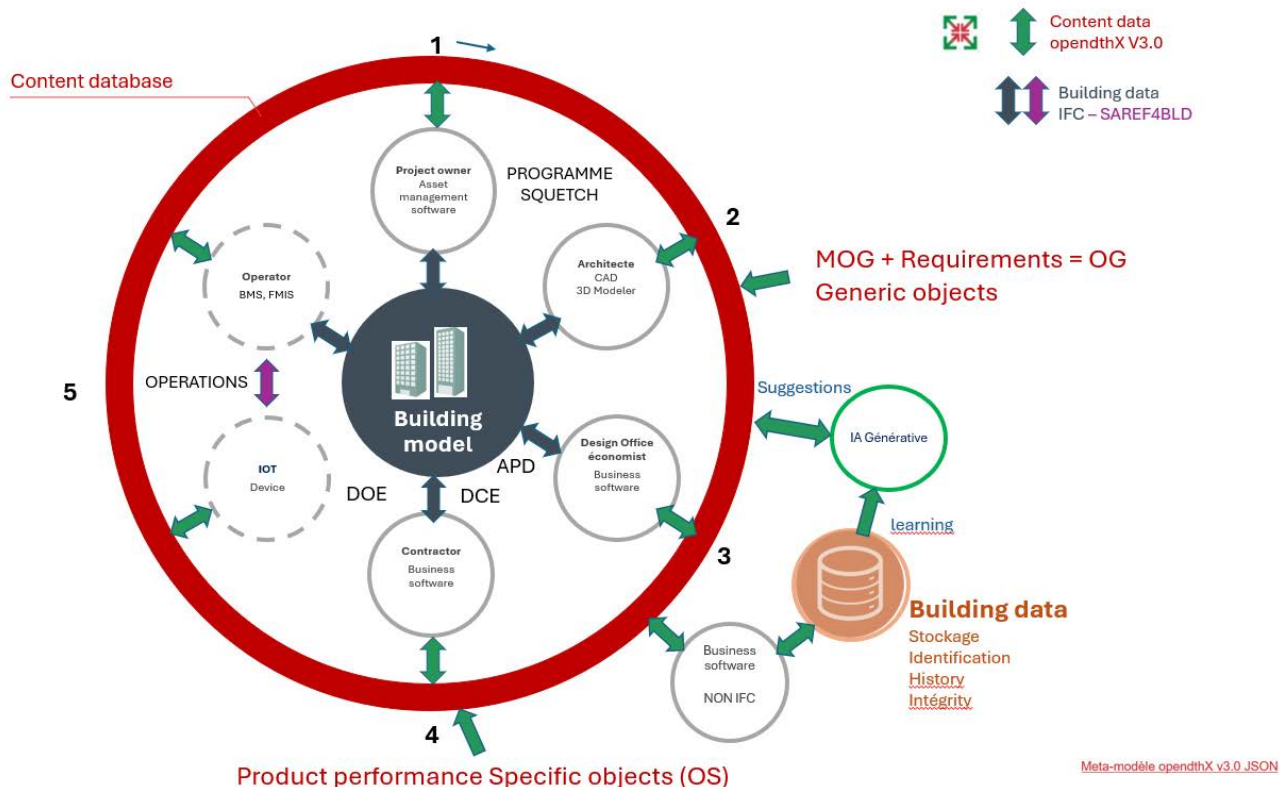 1
Content data
opendthX V3.0
Content database
Building data
IFC – SAREF4BLD
Project owner
Asset
management
software
PROGRAMME
SQUETCH
2
Architecte
CAD
3D Modeler
MOG + Requirements = OG
Generic objects
Operator
BMS, FMIS
OPERATIONS
5
Building
model
Suggestions
IA Générative
Design Office
économist
Business
software
APD
IOT
Device
DOE
DCE
learning
3
Contractor
Business
software
Building data
Stockage
Identification
History
Intégrity
Business
software
NON IFC
4
Product performance Specific objects (OS)
Meta-modèle opendthX v3.0 JSON